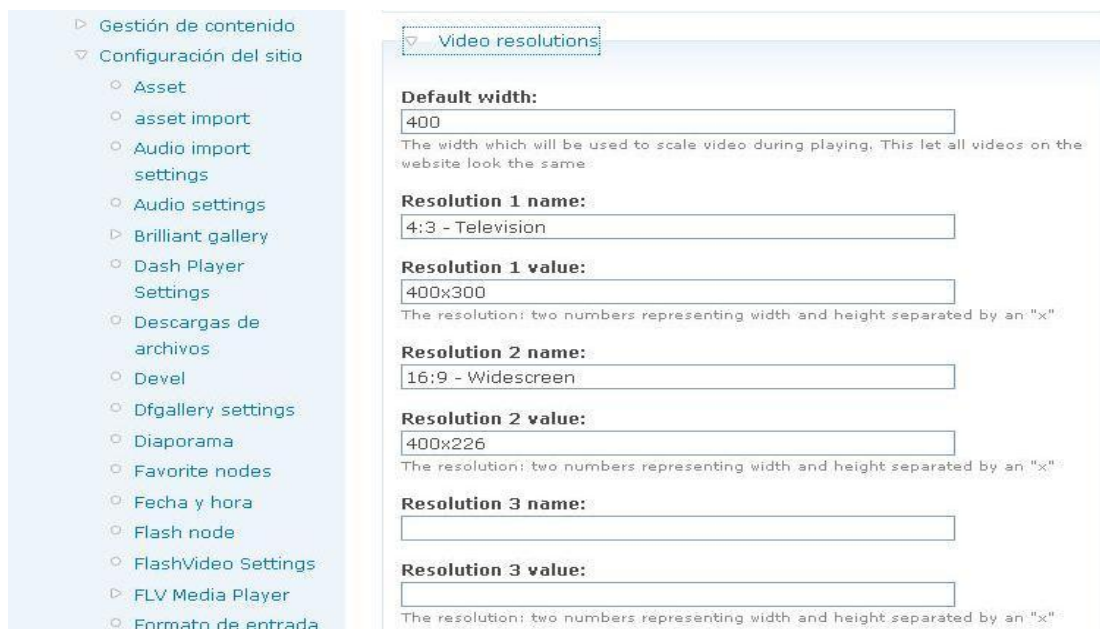 Gestión de contenido
Configuración del sitio
Asset
asset import
Audio import
settings
Audio settings
Brilliant gallery
Dash Player
Settings
Descargas de
archivos
Devel
Dfgallery settings
Diaporama
Favorite nodes
Fecha y hora
Flash node
FlashVideo Settings
FLV Media Player
Formato de entrada
Video resolutions
Default width:
400
The width which will be used to scale video during playing. This let all videos on the
website look the same
Resolution 1 name:
4:3 - Television
Resolution 1 value:
400x300
The resolution: two numbers representing width and height separated by an "x"
Resolution 2 name:
16:9 - Widescreen
Resolution 2 value:
400x226
The resolution: two numbers representing width and height separated by an "x"
Resolution 3 name:
Resolution 3 value:
The resolution: two numbers representing width and height separated by an "x"